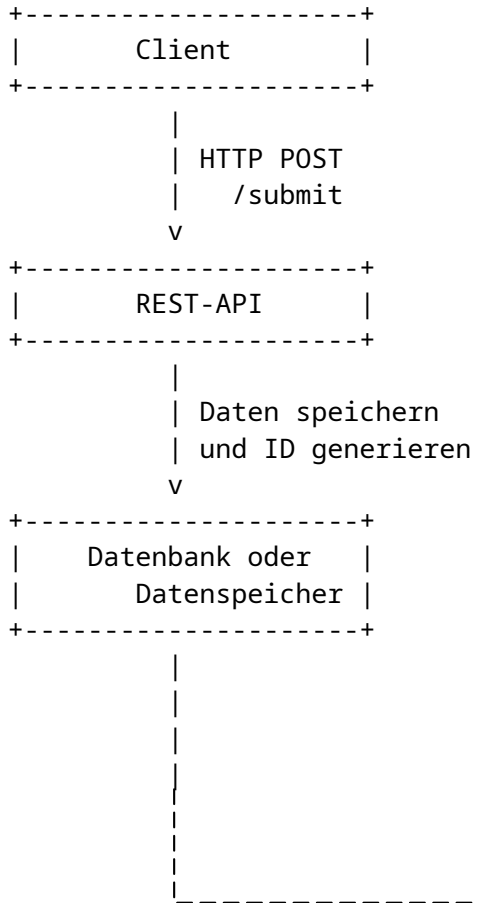 Client
HTTP POST
/submit
REST-API
Daten speichern
und ID generieren
Datenbank oder
Datenspeicher